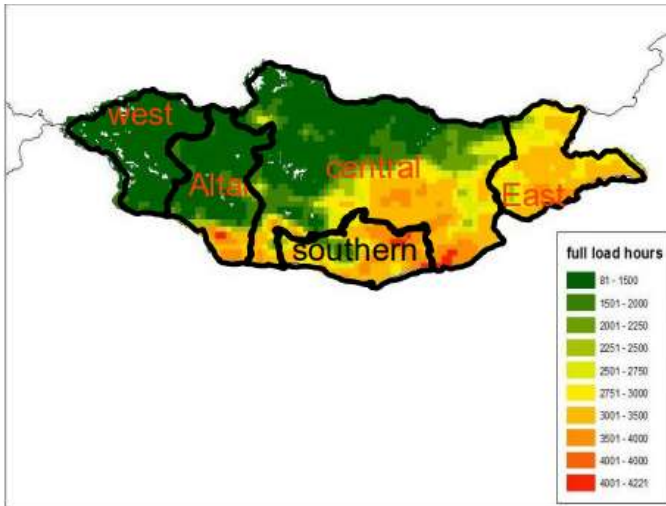 west
Altai
central
East
southern
full load hours
81 - 1500
1501 - 2000
2001 - 2250
2251 - 2500
2501 - 2750
2751 - 3000
3001 - 3500
3501 - 4000
4001 - 4000
4001 - 4221